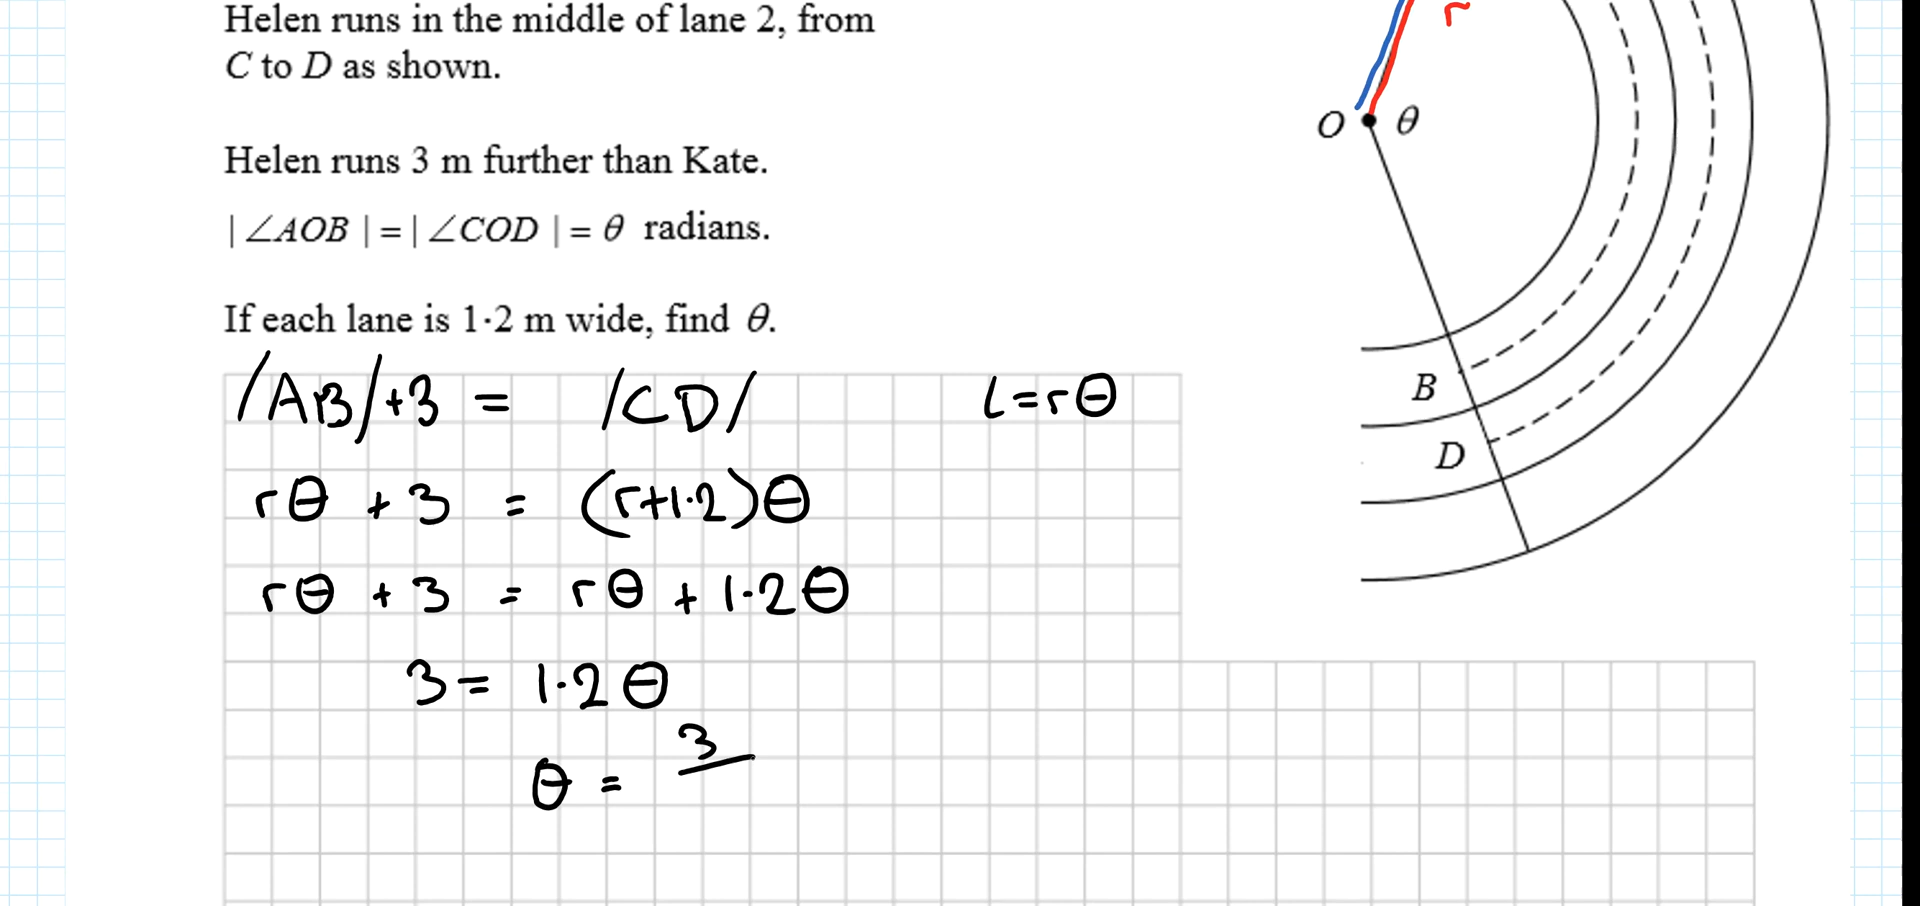 Helen runs in the middle of lane 2, from
C to D as shown.
Helen runs 3 m further than Kate.
|∠AOB| = |∠COD| = θ radians.
If each lane is 1·2 m wide, find θ.
/AB/+3 = /CD/
l=rθ
rθ + 3 = (r+1·2)θ
rθ + 3 = rθ + 1·2θ
3 = 1·2θ
θ = 3
r
O θ
B
D